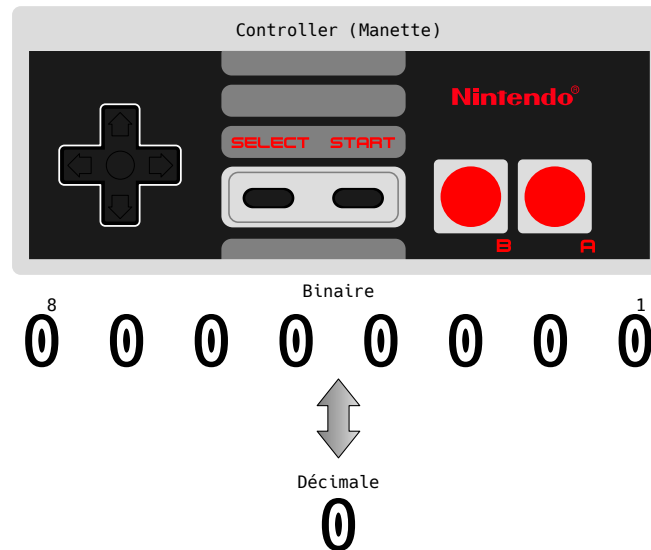 Controller (Manette)
Nintendo®
SELECT START
B A
Binaire
8 1
0 0 0 0 0 0 0 0
Décimale
0